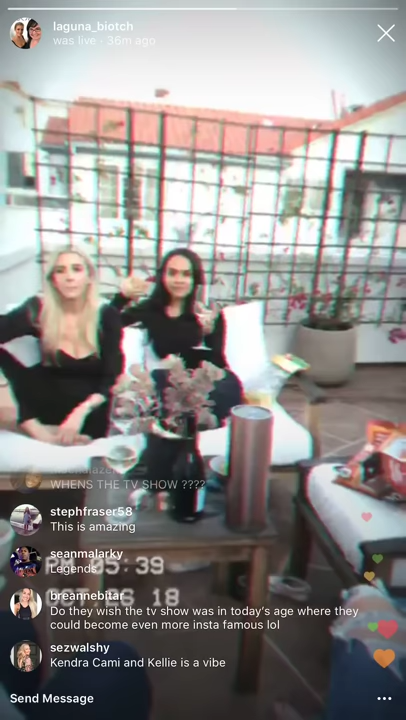 laguna_biotch
was live · 36m ago
WHENS THE TV SHOW ????
stephfraser58
This is amazing
seanmalarky
Legends
breannebitar
Do they wish the tv show was in today's age where they
could become even more insta famous lol
sezwalshy
Kendra Cami and Kellie is a vibe
Send Message